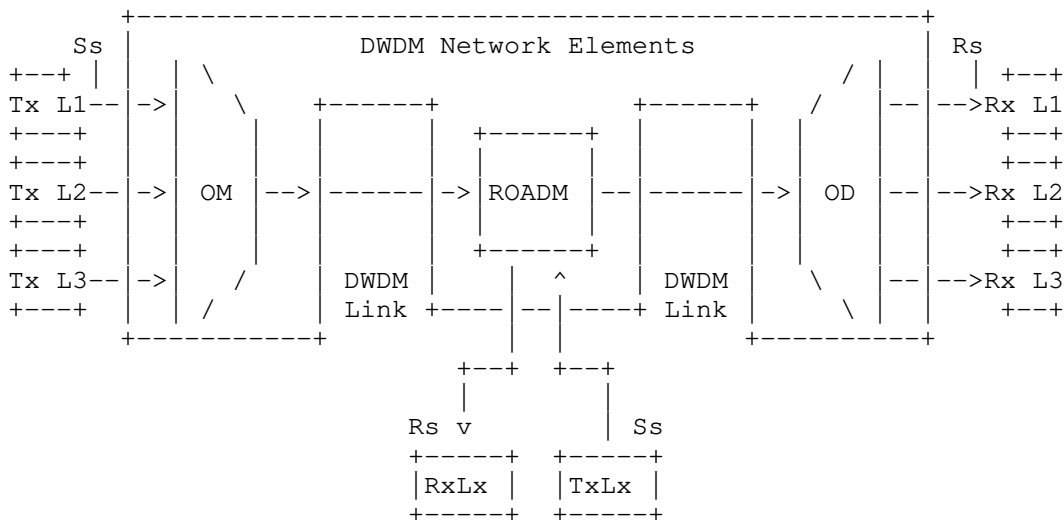 DWDM Network Elements
Ss Rs
Tx L1 Rx L1
Tx L2 OM ROADM OD Rx L2
Tx L3 DWDM DWDM Rx L3
Link Link
Rs v Ss
RxLx TxLx